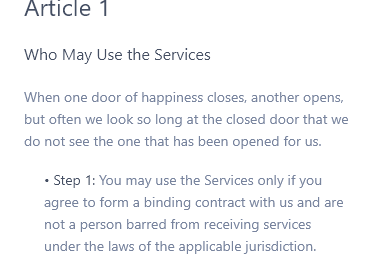 Article 1
Who May Use the Services
When one door of happiness closes, another opens,
but often we look so long at the closed door that we
do not see the one that has been opened for us.
• Step 1: You may use the Services only if you
agree to form a binding contract with us and are
not a person barred from receiving services
under the laws of the applicable jurisdiction.